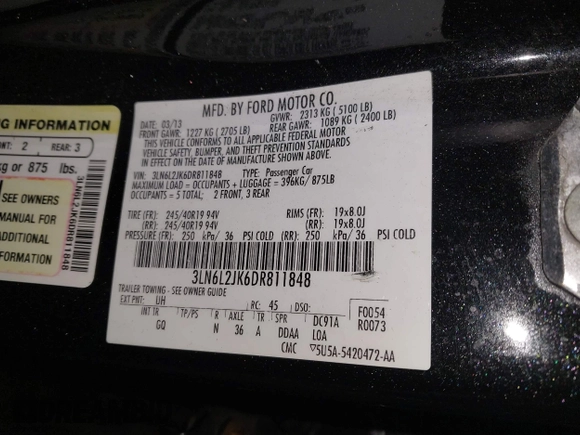 NG INFORMATION
NT: 2 REAR: 3
kg or 875 lbs.
SEE OWNERS
MANUAL FOR
ADDITIONAL
INFORMATION
3LN6L2JK6DR811848
MFD. BY FORD MOTOR CO.
03/13 GVWR: 2313 KG ( 5100 LB)
FRONT GAWR: 1227 KG ( 2705 LB) REAR GAWR: 1089 KG ( 2400 LB)
THIS VEHICLE CONFORMS TO ALL APPLICABLE FEDERAL MOTOR
VEHICLE SAFETY, BUMPER, AND THEFT PREVENTION STANDARDS IN
EFFECT ON THE DATE OF MANUFACTURE SHOWN ABOVE
VIN: 3LN6L2JK6DR811848 TYPE: Passenger Car
MAXIMUM LOAD = OCCUPANTS + LUGGAGE = 396KG/875LB
OCCUPANTS = 5 TOTAL; 2 FRONT, 3 REAR
TIRE (FR): 245/40R19 94V RIMS (FR): 19x8.0J
(RR): 245/40R19 94V (RR): 19x8.0J
PRESSURE (FR): 250 kPa/ 36 PSI COLD (RR): 250 kPa/ 36 PSI COLD
3LN6L2JK6DR811848
TRAILER TOWING - SEE OWNER GUIDE
EXT PNT: UH RC: 45 DSO: F0054
INT TR TP/PS R AXLE TR SPR DC91A R0073
GQ N 36 A DDAA LOA
CMC ▽5U5A-5420472-AA